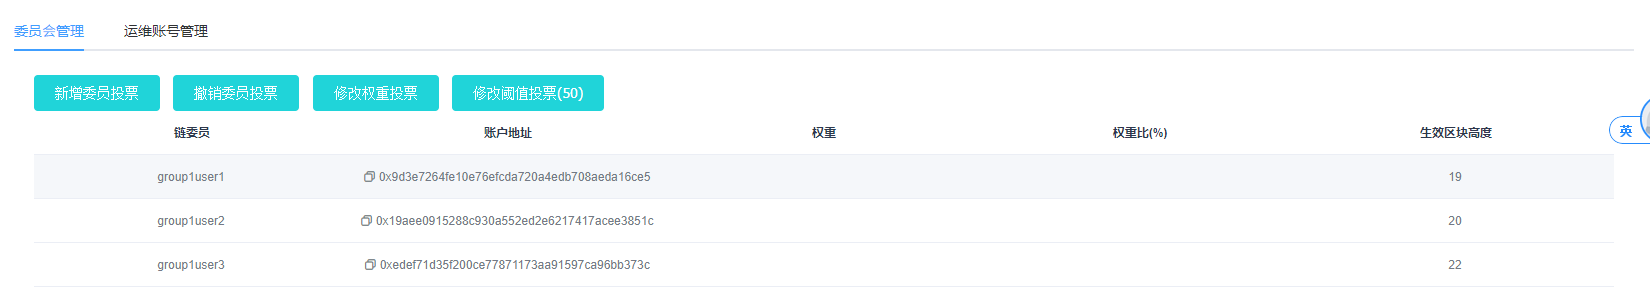 委员会管理 运维账号管理
新增委员投票 撤销委员投票 修改权重投票 修改阈值投票(50)
链委员 账户地址 权重 权重比(%) 生效区块高度
英
group1user1 0x9d3e7264fe10e76efcda720a4edb708aeda16ce5 19
group1user2 0x19aee0915288c930a552ed2e6217417acee3851c 20
group1user3 0xedef71d35f200ce77871173aa91597ca96bb373c 22